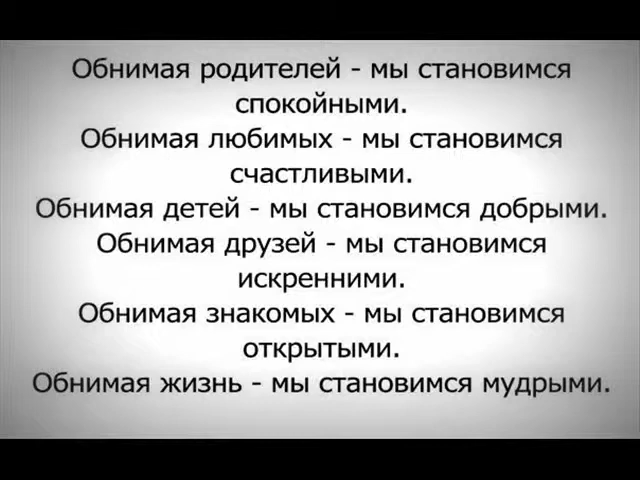 Обнимая родителей - мы становимся
спокойными.
Обнимая любимых - мы становимся
счастливыми.
Обнимая детей - мы становимся добрыми.
Обнимая друзей - мы становимся
искренними.
Обнимая знакомых - мы становимся
открытыми.
Обнимая жизнь - мы становимся мудрыми.